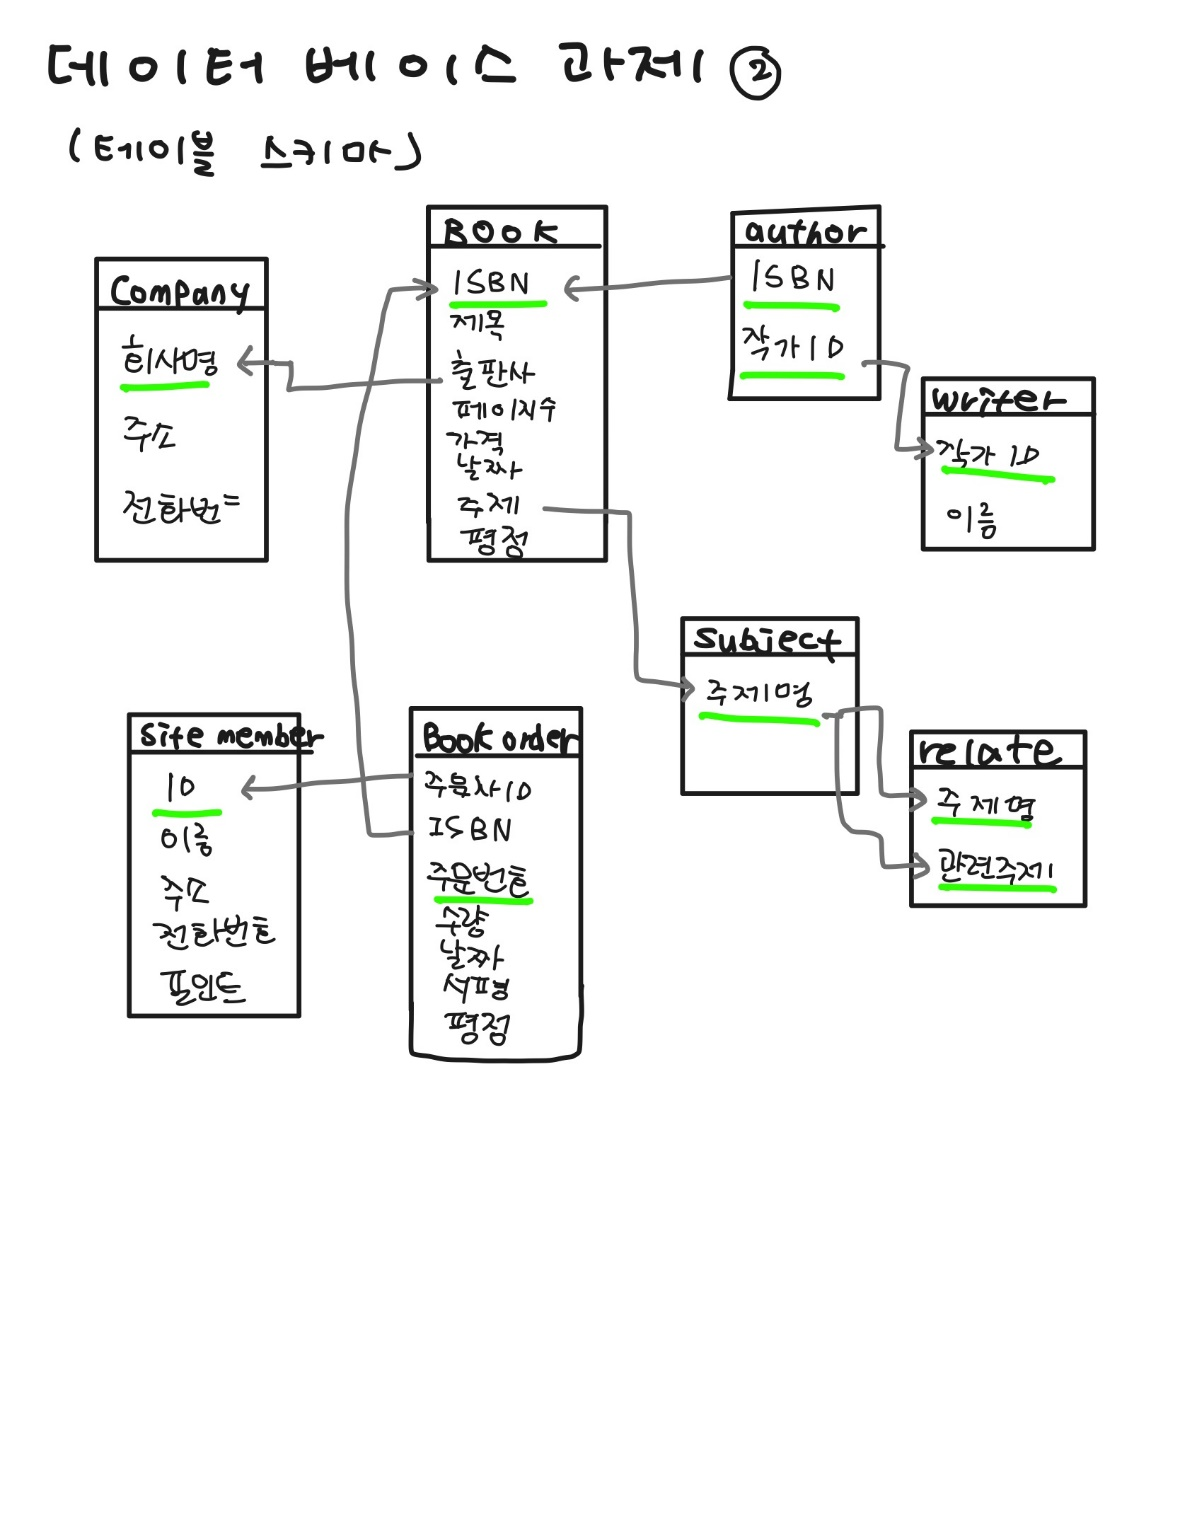 데이터 베이스 과제 ②
(테이블 스키마)
Company
회사명
주소
전화번
BOOK
ISBN
제목
출판사
페이지수
가격
날짜
주제
평점
author
ISBN
작가ID
writer
작가 ID
이름
subject
주제명
relate
주제명
관련주제
Site member
ID
이름
주소
전화번호
포인트
Book order
주문자ID
ISBN
주문번호
수량
날짜
서평
평점